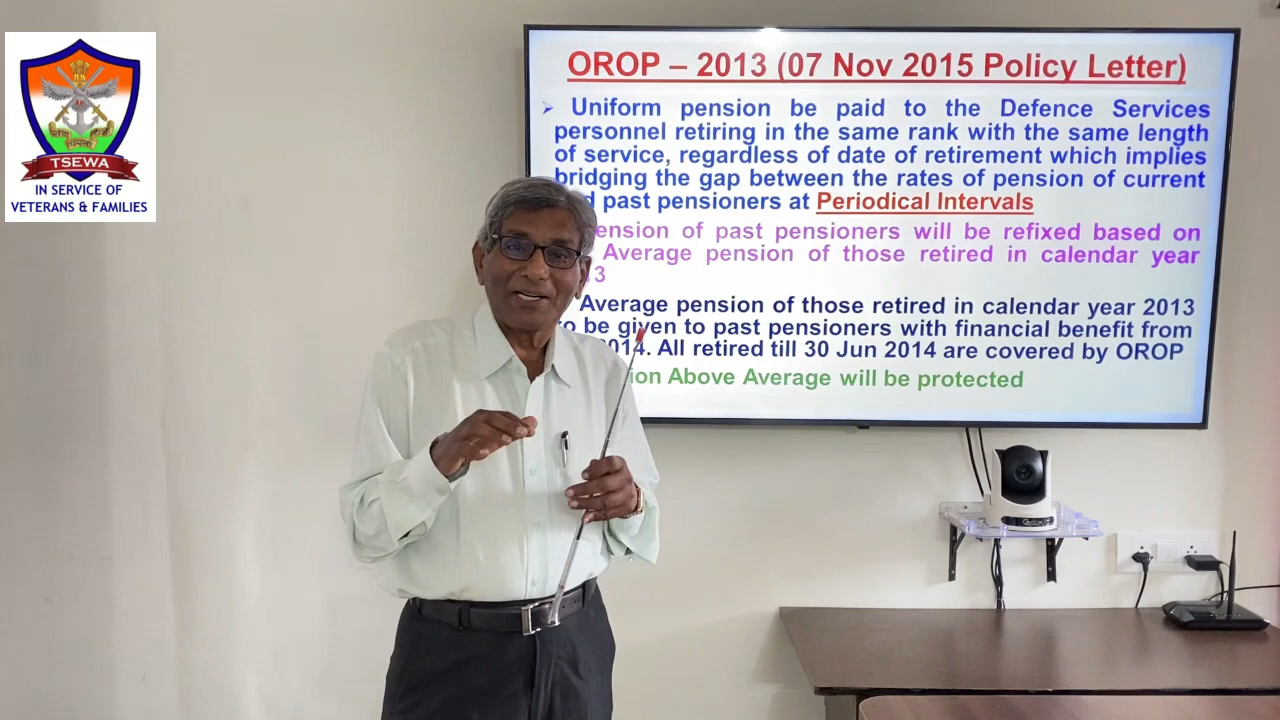 TSEWA
IN SERVICE OF
VETERANS & FAMILIES
OROP – 2013 (07 Nov 2015 Policy Letter)
Uniform pension be paid to the Defence Services
personnel retiring in the same rank with the same length
of service, regardless of date of retirement which implies
bridging the gap between the rates of pension of current
past pensioners at Periodical Intervals
of past pensioners will be refixed based on
Average pension of those retired in calendar year
Average pension of those retired in calendar year 2013
to be given to past pensioners with financial benefit from
2014. All retired till 30 Jun 2014 are covered by OROP
Above Average will be protected